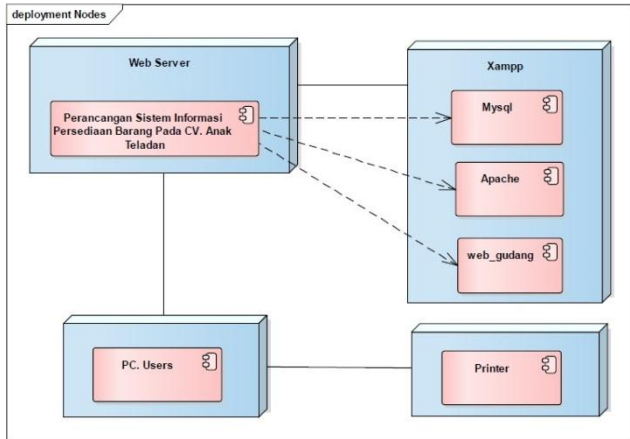 deployment Nodes
Web Server
Perancangan Sistem Informasi
Persediaan Barang Pada CV. Anak
Teladan
Xampp
Mysql
Apache
web_gudang
PC. Users
Printer